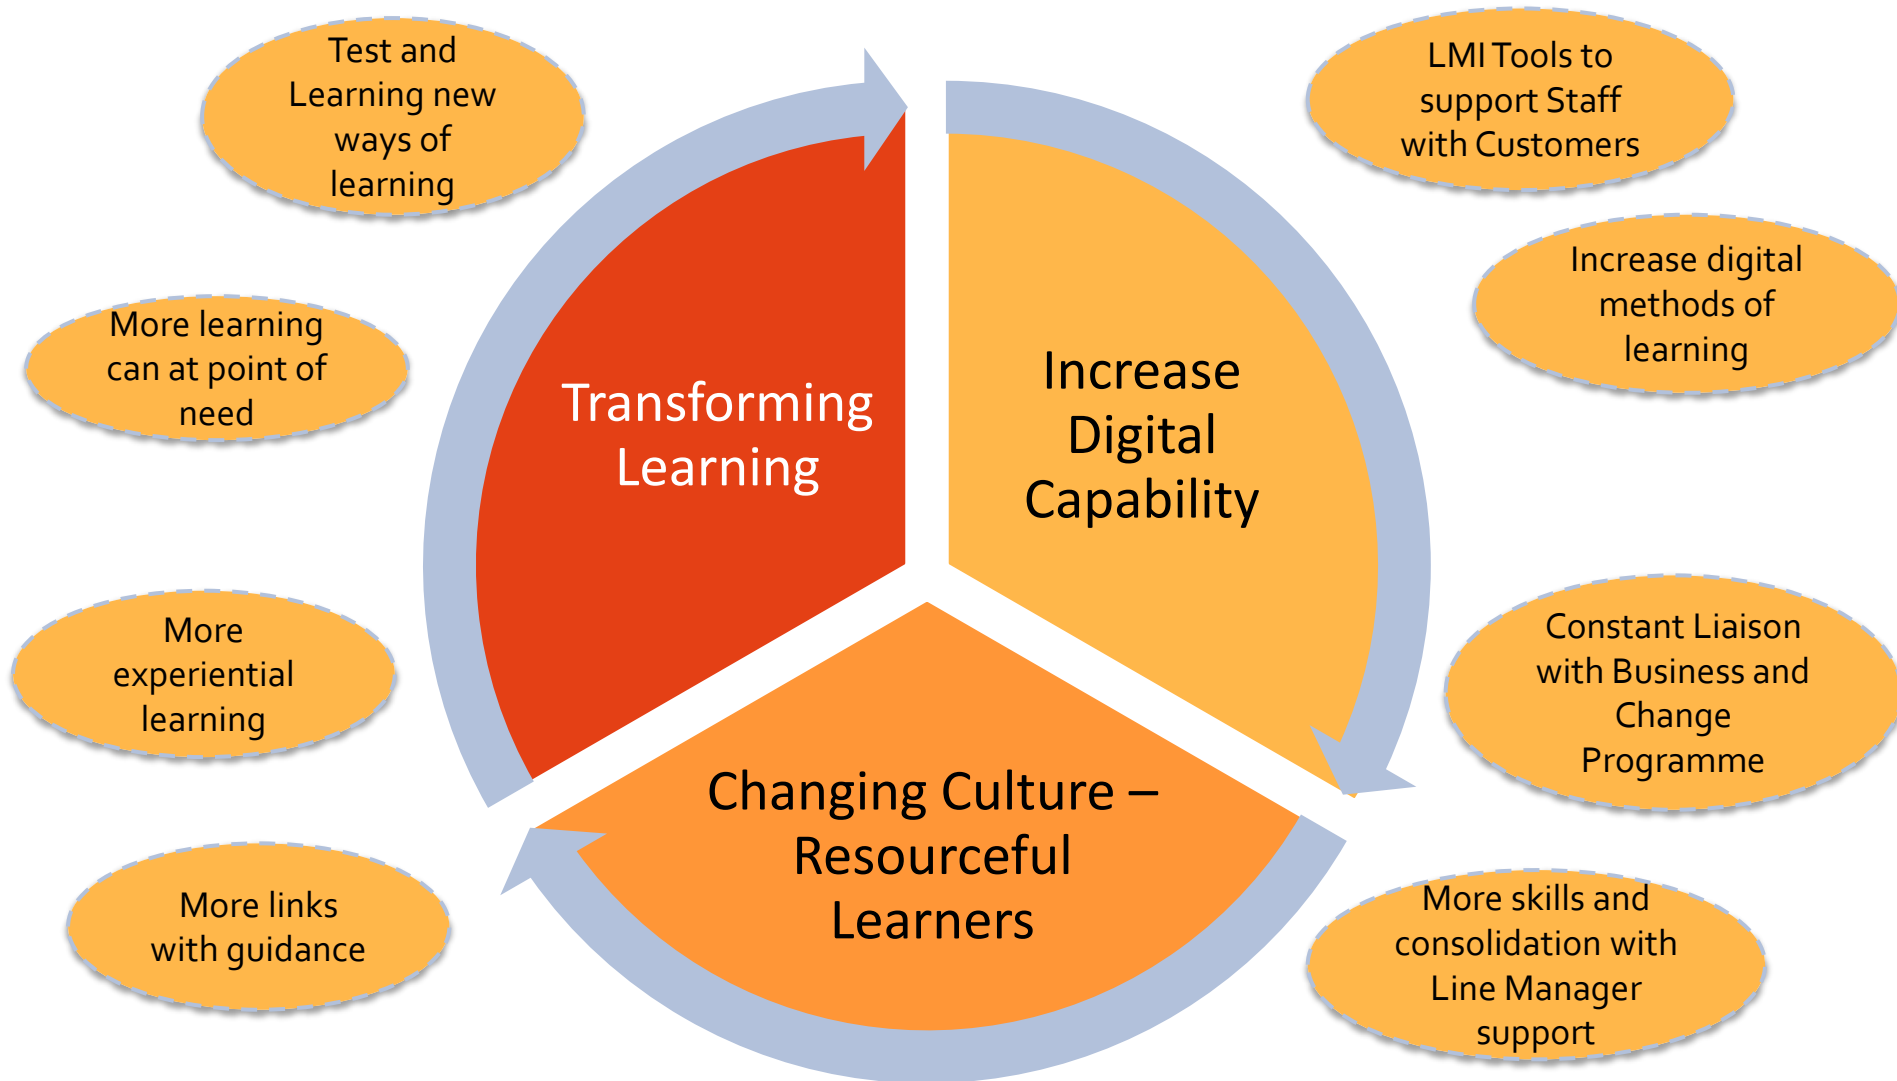 Test and
Learning new
ways of
learning
More learning
can at point of
need
More
experiential
learning
More links
with guidance
Transforming
Learning
Increase
Digital
Capability
Changing Culture –
Resourceful
Learners
LMI Tools to
support Staff
with Customers
Increase digital
methods of
learning
Constant Liaison
with Business and
Change
Programme
More skills and
consolidation with
Line Manager
support